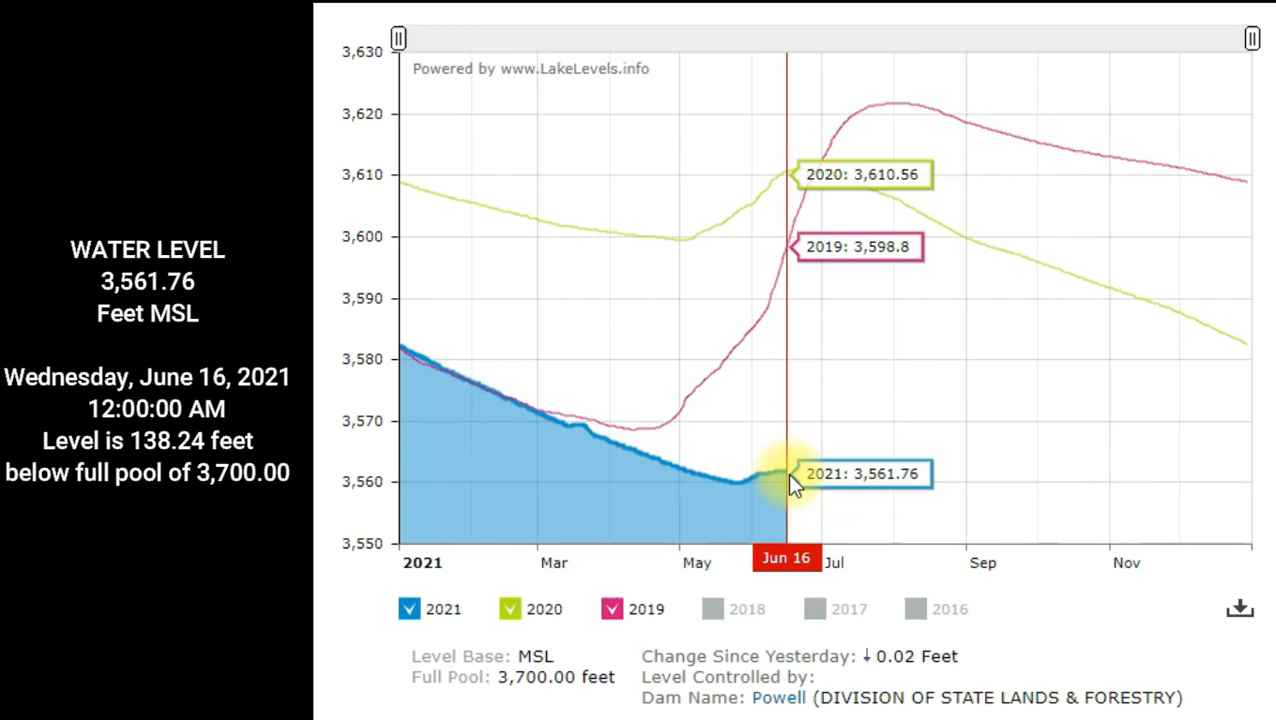 WATER LEVEL
3,561.76
Feet MSL
Wednesday, June 16, 2021
12:00:00 AM
Level is 138.24 feet
below full pool of 3,700.00
3,630
Powered by www.LakeLevels.info
3,620
3,610
3,600
3,590
3,580
3,570
3,560
3,550
2020: 3,610.56
2019: 3,598.8
2021: 3,561.76
2021 Mar May Jun 16 Jul Sep Nov
2021 2020 2019 2018 2017 2016
Level Base: MSL
Full Pool: 3,700.00 feet
Change Since Yesterday: ↓ 0.02 Feet
Level Controlled by:
Dam Name: Powell (DIVISION OF STATE LANDS & FORESTRY)